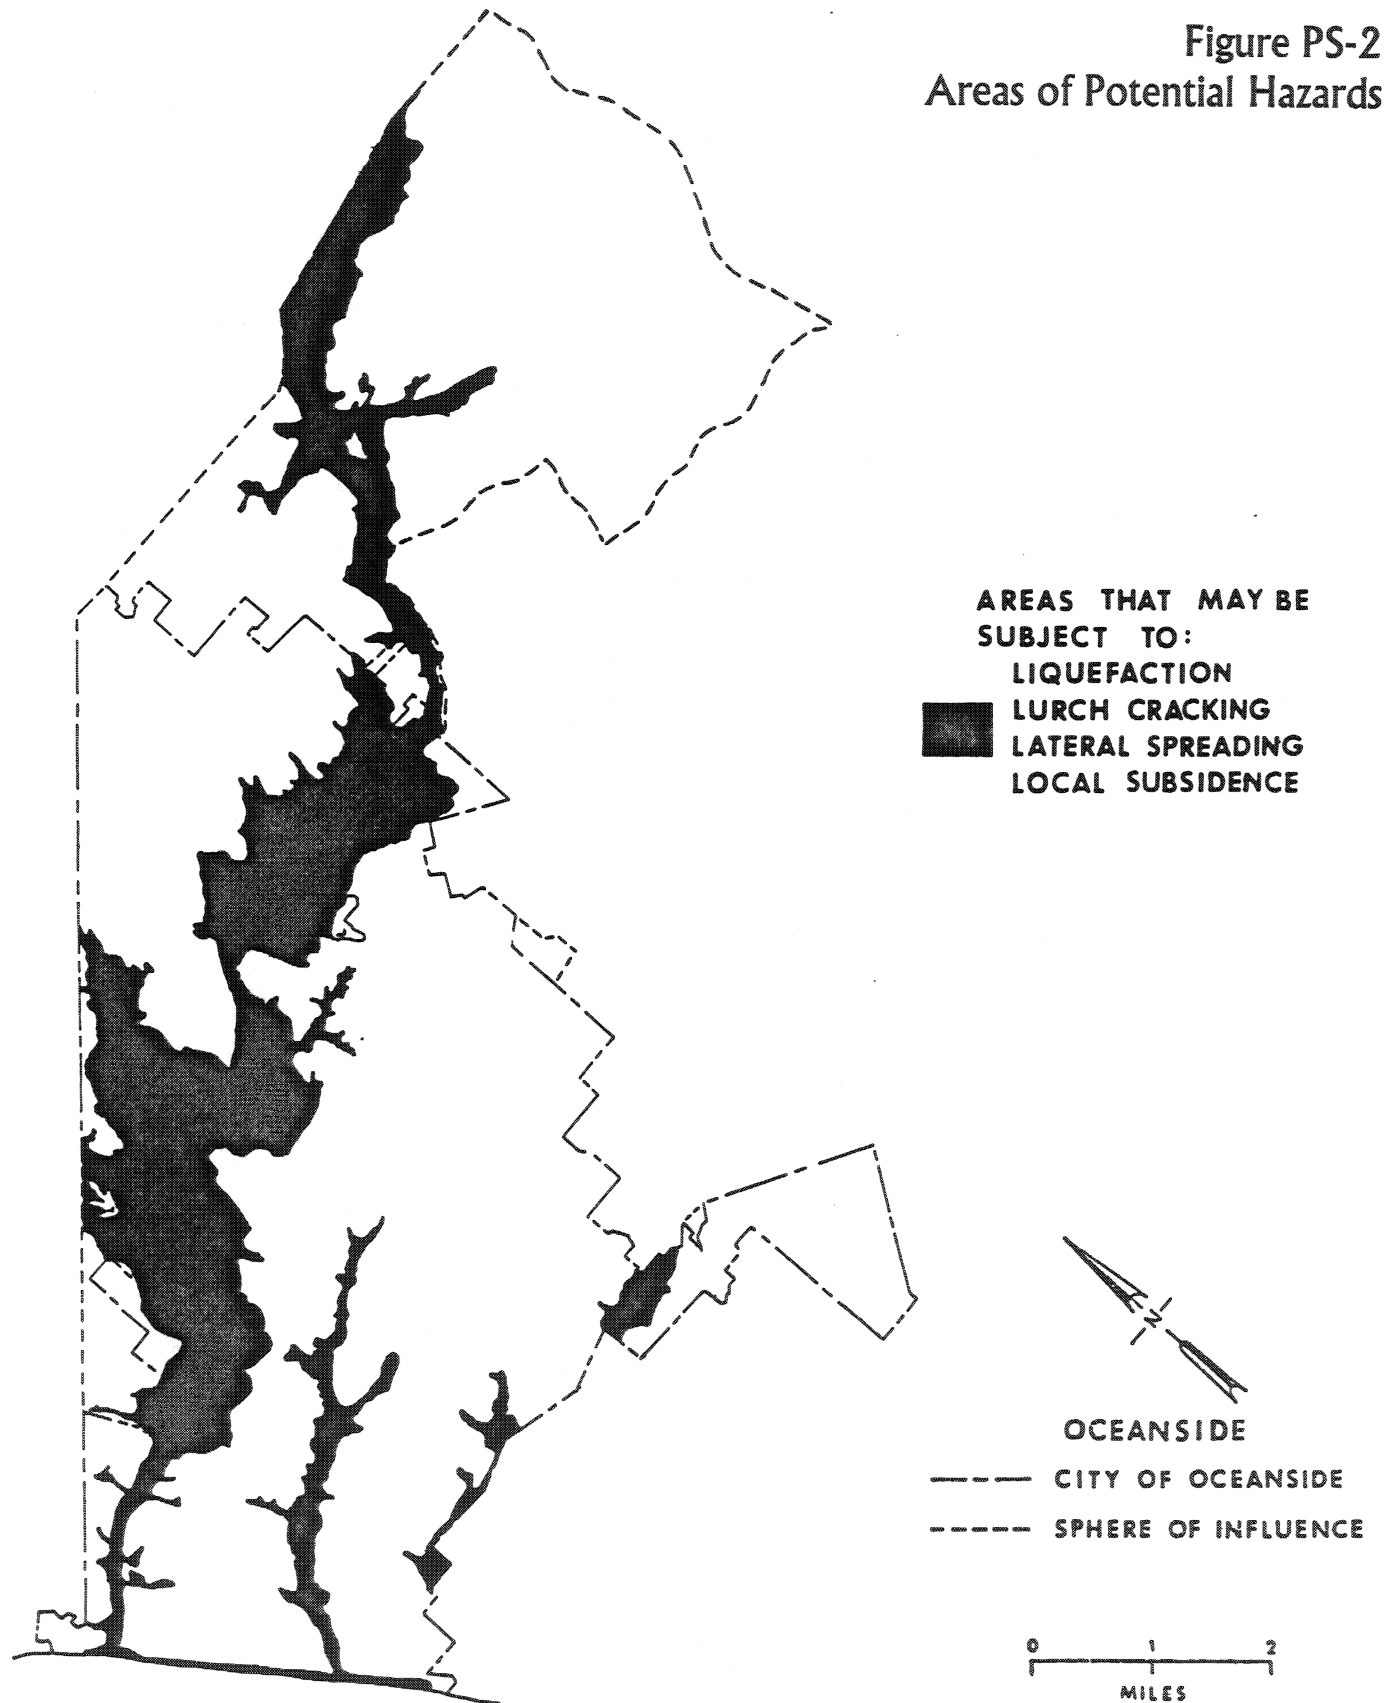 Figure PS-2
Areas of Potential Hazards
AREAS THAT MAY BE
SUBJECT TO:
LIQUEFACTION
LURCH CRACKING
LATERAL SPREADING
LOCAL SUBSIDENCE
N
OCEANSIDE
CITY OF OCEANSIDE
SPHERE OF INFLUENCE
0 1 2
MILES